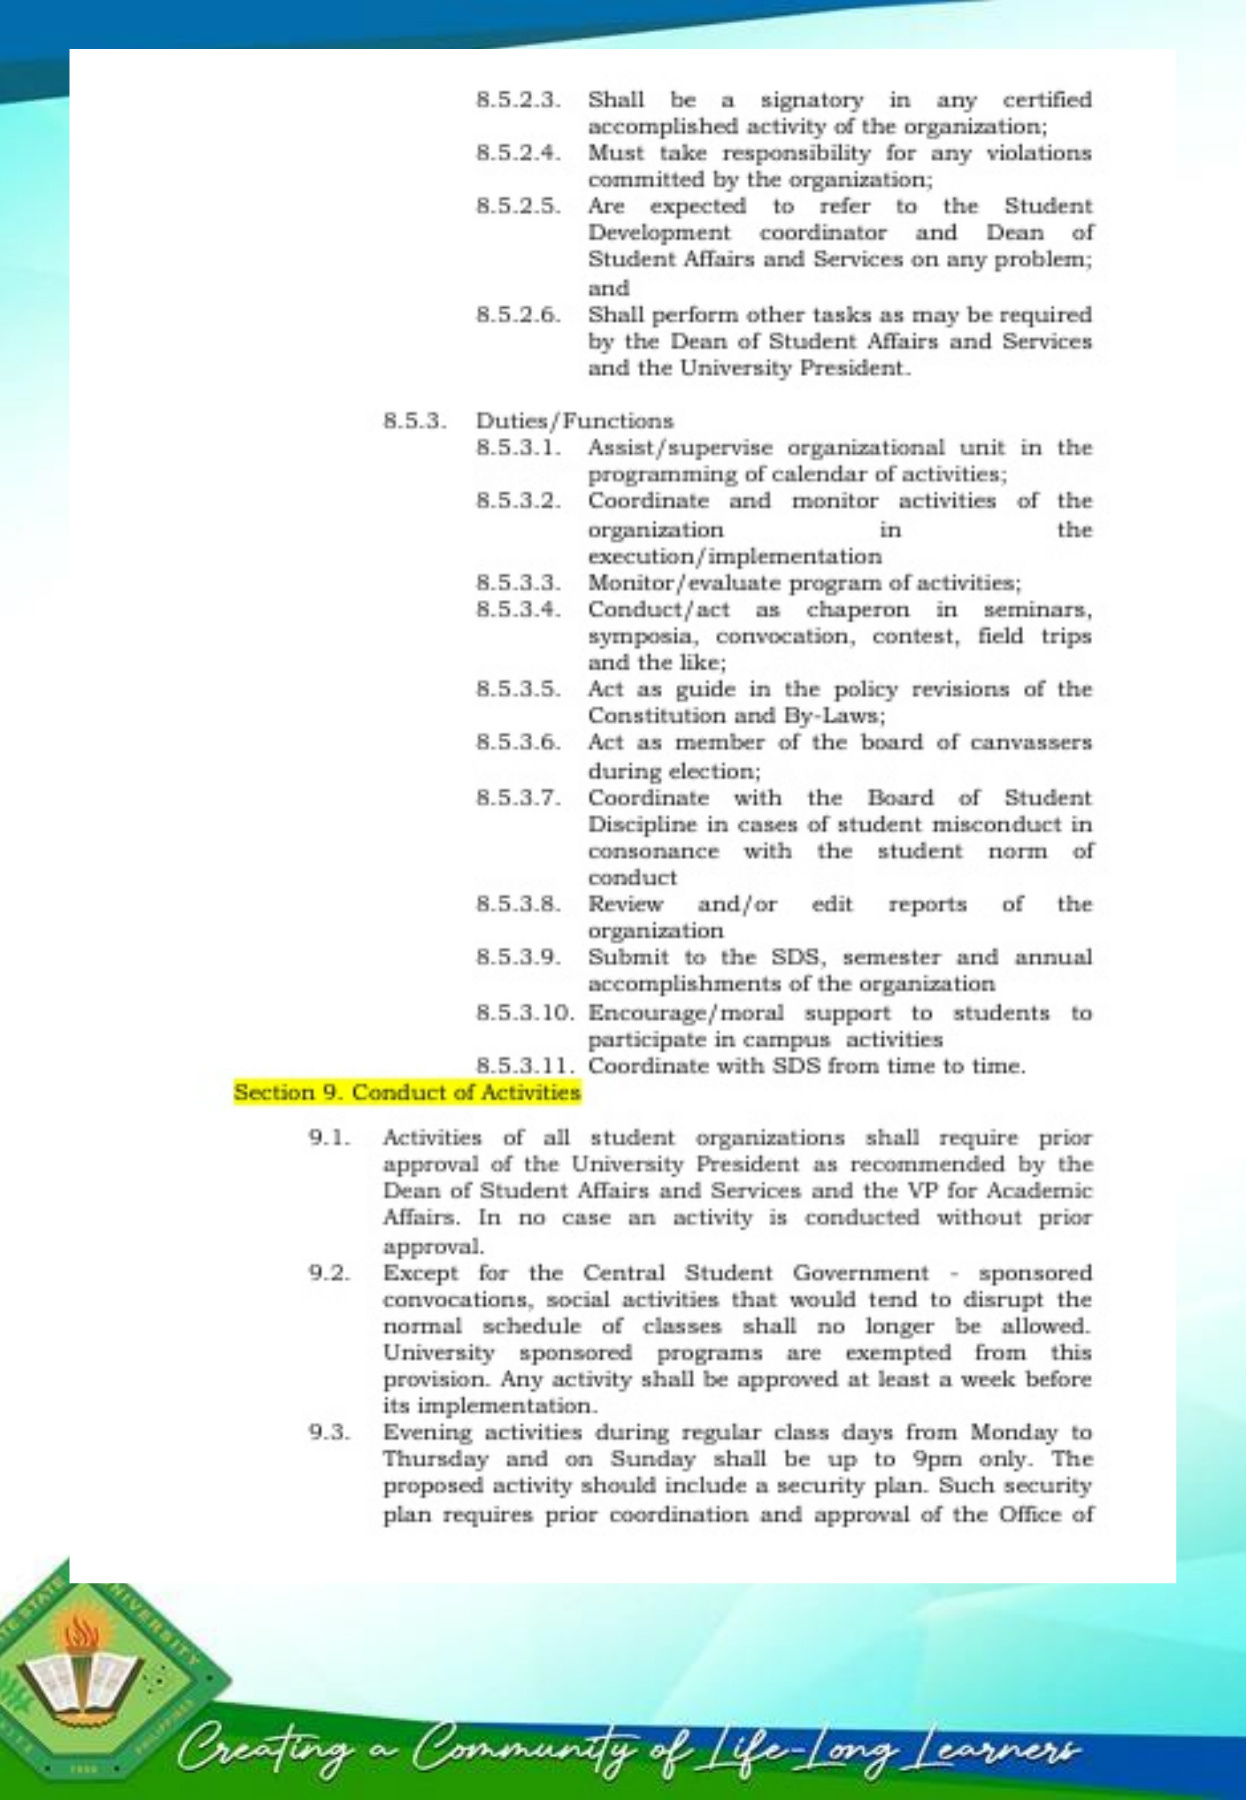 8.5.2.3. Shall be a signatory in any certified
accomplished activity of the organization;
8.5.2.4. Must take responsibility for any violations
committed by the organization;
8.5.2.5. Are expected to refer to the Student
Development coordinator and Dean of
Student Affairs and Services on any problem;
and
8.5.2.6. Shall perform other tasks as may be required
by the Dean of Student Affairs and Services
and the University President.
8.5.3. Duties/Functions
8.5.3.1. Assist/supervise organizational unit in the
programming of calendar of activities;
8.5.3.2. Coordinate and monitor activities of the
organization in the
execution/implementation
8.5.3.3. Monitor/evaluate program of activities;
8.5.3.4. Conduct/act as chaperon in seminars,
symposia, convocation, contest, field trips
and the like;
8.5.3.5. Act as guide in the policy revisions of the
Constitution and By-Laws;
8.5.3.6. Act as member of the board of canvassers
during election;
8.5.3.7. Coordinate with the Board of Student
Discipline in cases of student misconduct in
consonance with the student norm of
conduct
8.5.3.8. Review and/or edit reports of the
organization
8.5.3.9. Submit to the SDS, semester and annual
accomplishments of the organization
8.5.3.10. Encourage/moral support to students to
participate in campus activities
8.5.3.11. Coordinate with SDS from time to time.
Section 9. Conduct of Activities
9.1. Activities of all student organizations shall require prior
approval of the University President as recommended by the
Dean of Student Affairs and Services and the VP for Academic
Affairs. In no case an activity is conducted without prior
approval.
9.2. Except for the Central Student Government - sponsored
convocations, social activities that would tend to disrupt the
normal schedule of classes shall no longer be allowed.
University sponsored programs are exempted from this
provision. Any activity shall be approved at least a week before
its implementation.
9.3. Evening activities during regular class days from Monday to
Thursday and on Sunday shall be up to 9pm only. The
proposed activity should include a security plan. Such security
plan requires prior coordination and approval of the Office of
STATE UNIVERSITY
PHILIPPINES
Creating a Community of Life-Long Learners